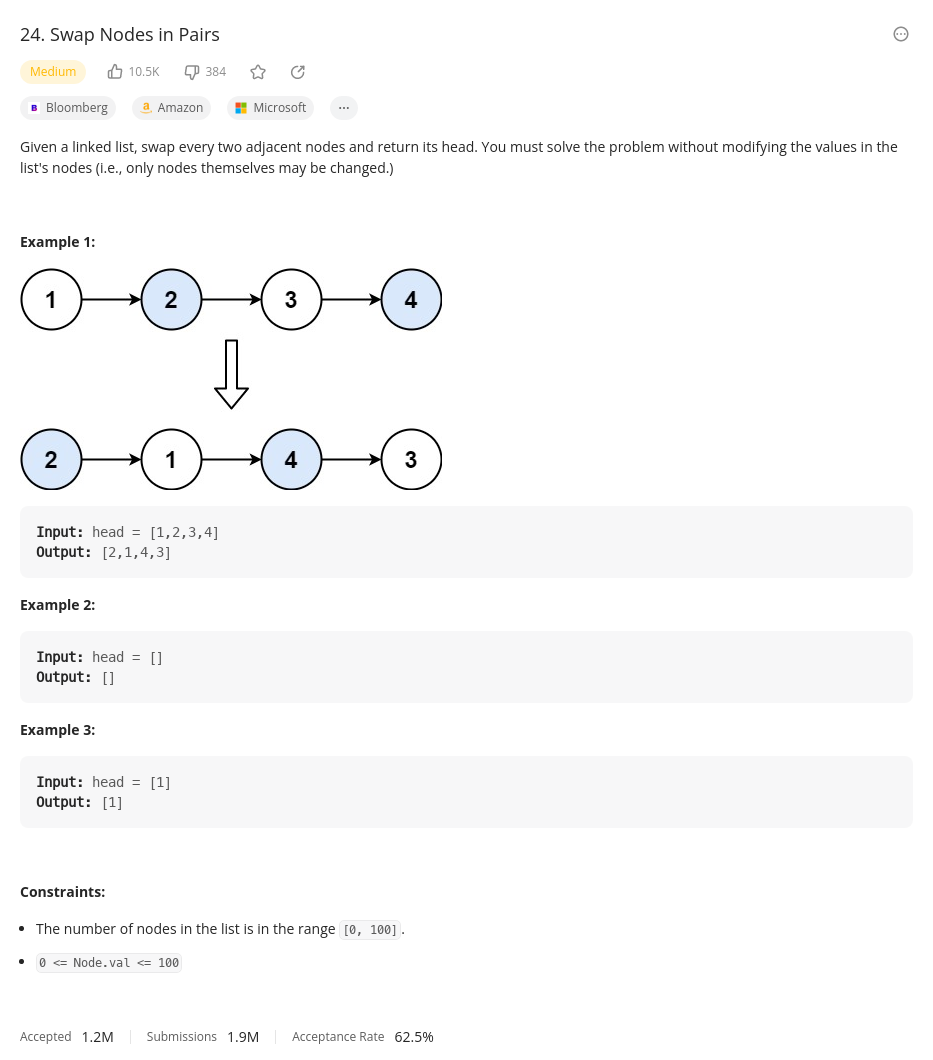 24. Swap Nodes in Pairs
Medium 10.5K 384
B Bloomberg a Amazon Microsoft ...
Given a linked list, swap every two adjacent nodes and return its head. You must solve the problem without modifying the values in the
list's nodes (i.e., only nodes themselves may be changed.)
Example 1:
1 2 3 4
2 1 4 3
Input: head = [1,2,3,4]
Output: [2,1,4,3]
Example 2:
Input: head = []
Output: []
Example 3:
Input: head = [1]
Output: [1]
Constraints:
• The number of nodes in the list is in the range [0, 100].
• 0 <= Node.val <= 100
Accepted 1.2M Submissions 1.9M Acceptance Rate 62.5%